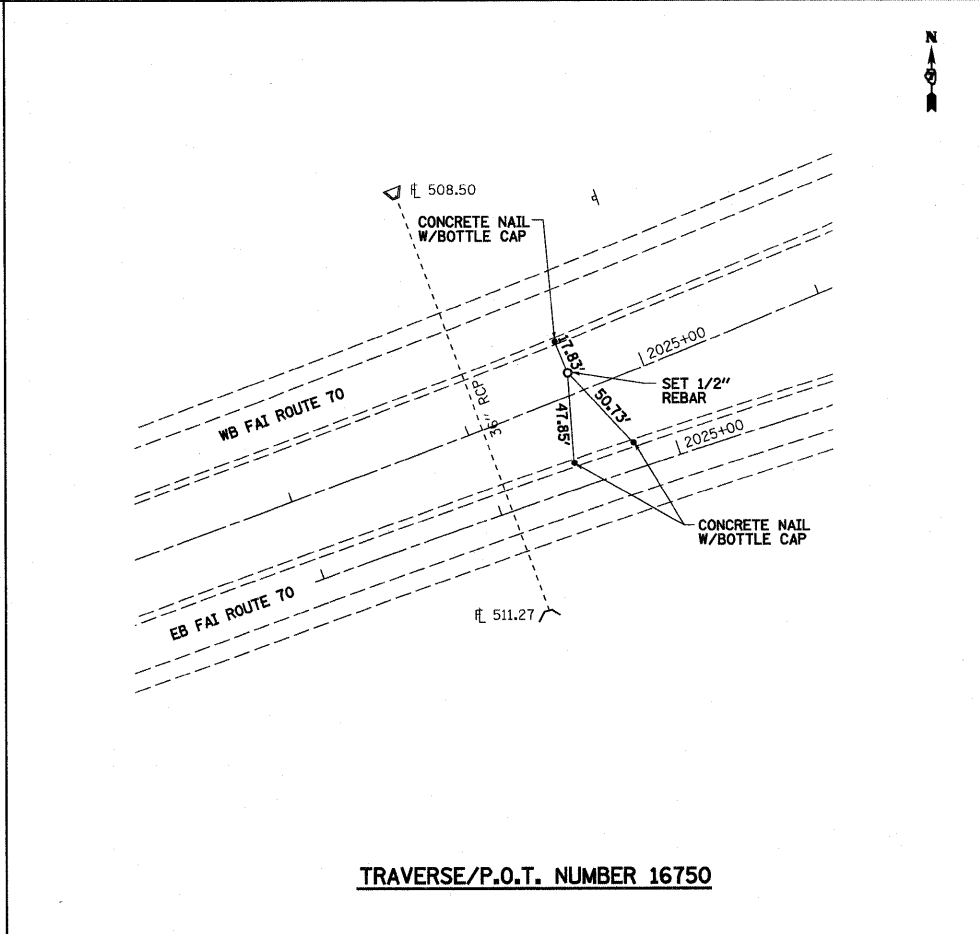 N
FL 508.50
CONCRETE NAIL
W/BOTTLE CAP
17.83'
2025+00
SET 1/2"
REBAR
50.73'
47.85'
36" RCP
WB FAI ROUTE 70
2025+00
CONCRETE NAIL
W/BOTTLE CAP
EB FAI ROUTE 70
FL 511.27
TRAVERSE/P.O.T. NUMBER 16750